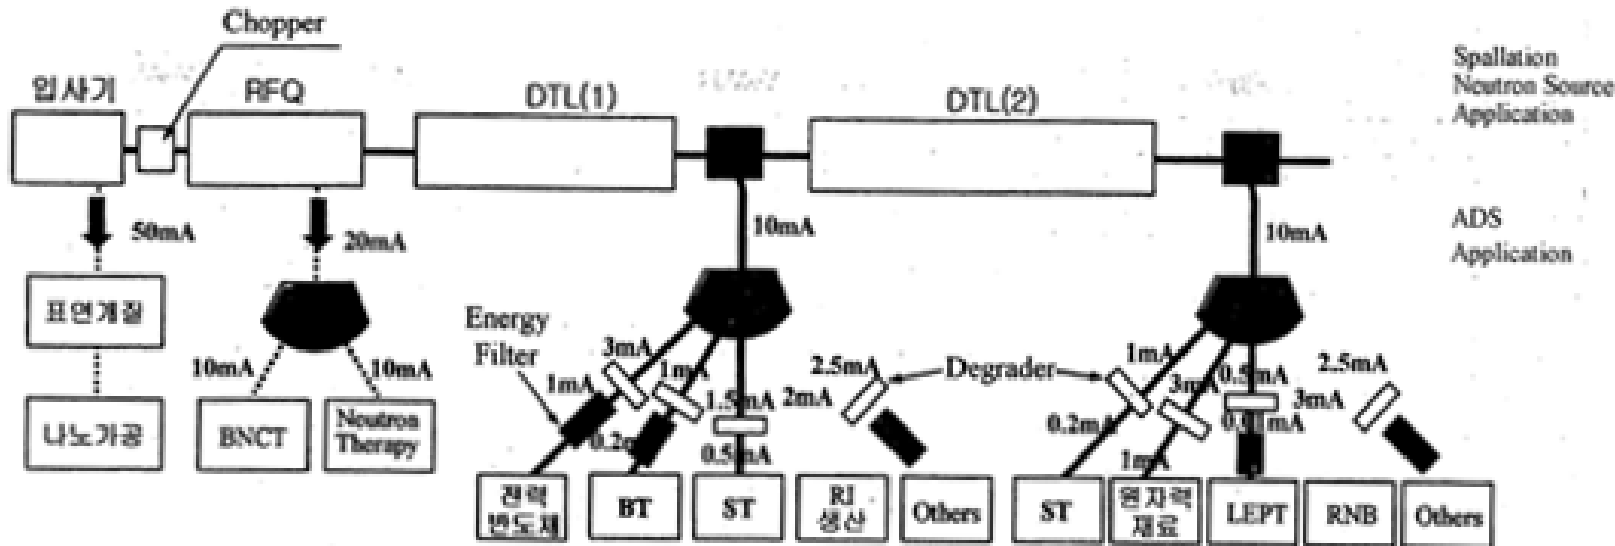 Chopper
입사기
RFQ
DTL(1)
DTL(2)
Spallation
Neutron Source
Application
50mA
20mA
10mA
10mA
ADS
Application
표면개질
10mA
10mA
나노가공
BNCT
Neutron
Therapy
Energy
Filter
3mA
1mA
1mA
0.2mA
1.5mA
0.5mA
2.5mA
2mA
Degrader
1mA
0.2mA
3mA
1mA
0.5mA
0.01mA
3mA
2.5mA
전력
반도체
BT
ST
RI
생산
Others
ST
원자력
재료
LEPT
RNB
Others